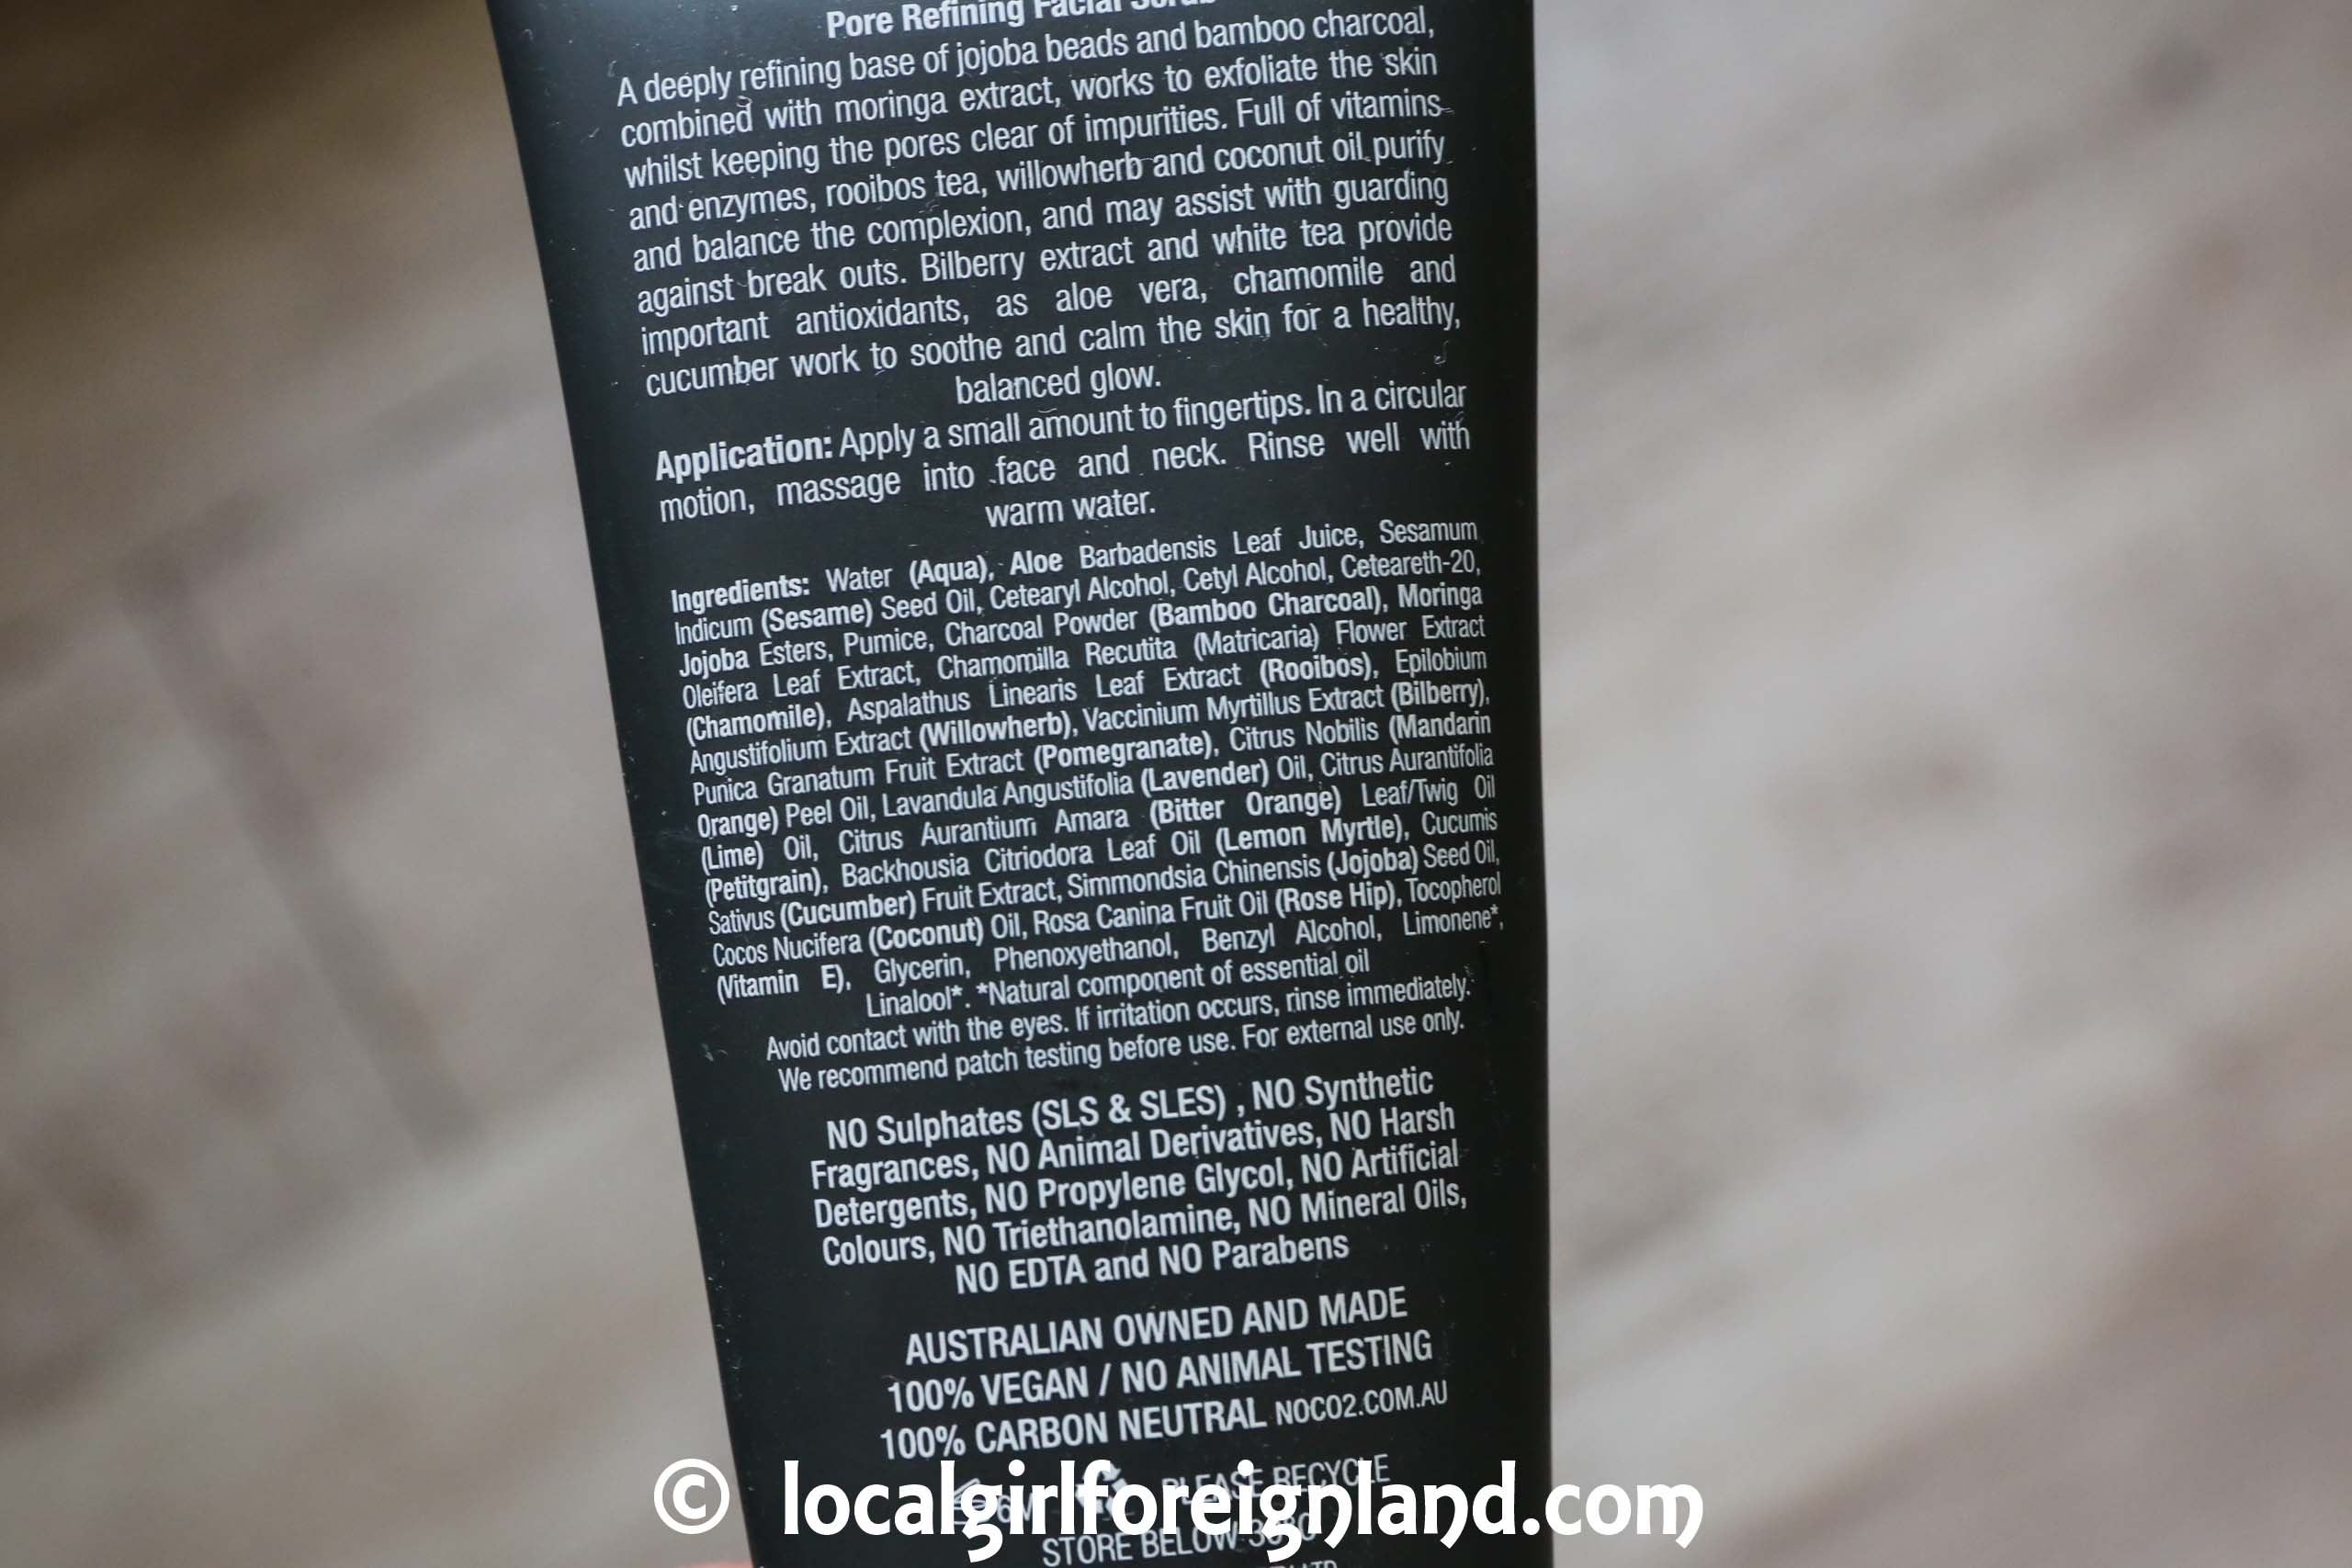 Pore Refining Facial Scrub
A deeply refining base of jojoba beads and bamboo charcoal,
combined with moringa extract, works to exfoliate the skin
whilst keeping the pores clear of impurities. Full of vitamins
and enzymes, rooibos tea, willowherb and coconut oil purify
and balance the complexion, and may assist with guarding
against break outs. Bilberry extract and white tea provide
important antioxidants, as aloe vera, chamomile and
cucumber work to soothe and calm the skin for a healthy,
balanced glow.
Application: Apply a small amount to fingertips. In a circular
motion, massage into face and neck. Rinse well with
warm water.
Ingredients: Water (Aqua), Aloe Barbadensis Leaf Juice, Sesamum
Indicum (Sesame) Seed Oil, Cetearyl Alcohol, Cetyl Alcohol, Ceteareth-20,
Jojoba Esters, Pumice, Charcoal Powder (Bamboo Charcoal), Moringa
Oleifera Leaf Extract, Chamomilla Recutita (Matricaria) Flower Extract
(Chamomile), Aspalathus Linearis Leaf Extract (Rooibos), Epilobium
Angustifolium Extract (Willowherb), Vaccinium Myrtillus Extract (Bilberry),
Punica Granatum Fruit Extract (Pomegranate), Citrus Nobilis (Mandarin
Orange) Peel Oil, Lavandula Angustifolia (Lavender) Oil, Citrus Aurantifolia
(Lime) Oil, Citrus Aurantium Amara (Bitter Orange) Leaf/Twig Oil
(Petitgrain), Backhousia Citriodora Leaf Oil (Lemon Myrtle), Cucumis
Sativus (Cucumber) Fruit Extract, Simmondsia Chinensis (Jojoba) Seed Oil,
Cocos Nucifera (Coconut) Oil, Rosa Canina Fruit Oil (Rose Hip), Tocopherol
(Vitamin E), Glycerin, Phenoxyethanol, Benzyl Alcohol, Limonene*,
Linalool*. *Natural component of essential oil
Avoid contact with the eyes. If irritation occurs, rinse immediately.
We recommend patch testing before use. For external use only.
NO Sulphates (SLS & SLES) , NO Synthetic
Fragrances, NO Animal Derivatives, NO Harsh
Detergents, NO Propylene Glycol, NO Artificial
Colours, NO Triethanolamine, NO Mineral Oils,
NO EDTA and NO Parabens
AUSTRALIAN OWNED AND MADE
100% VEGAN / NO ANIMAL TESTING
100% CARBON NEUTRAL NOCO2.COM.AU
6M PLEASE RECYCLE
© localgirlforeignland.com
STORE BELOW